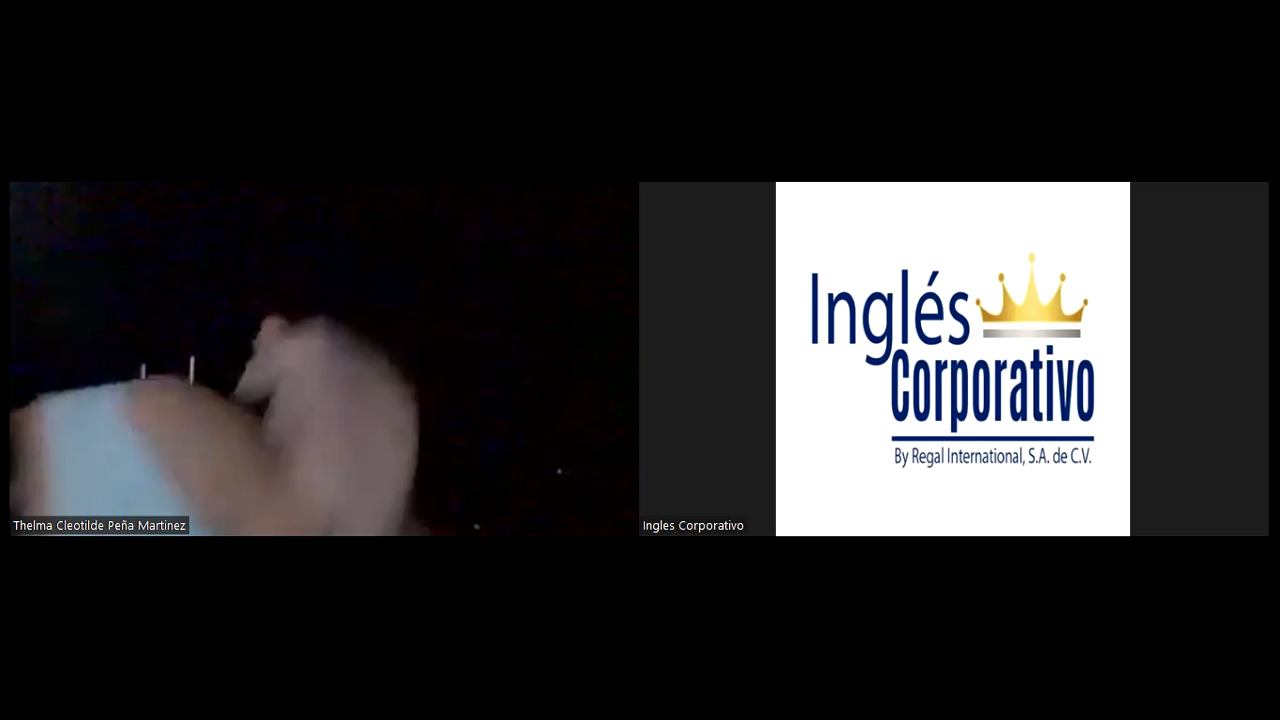 Inglés
Corporativo
By Regal International, S.A. de C.V.
Thelma Cleotilde Peña Martinez
Ingles Corporativo